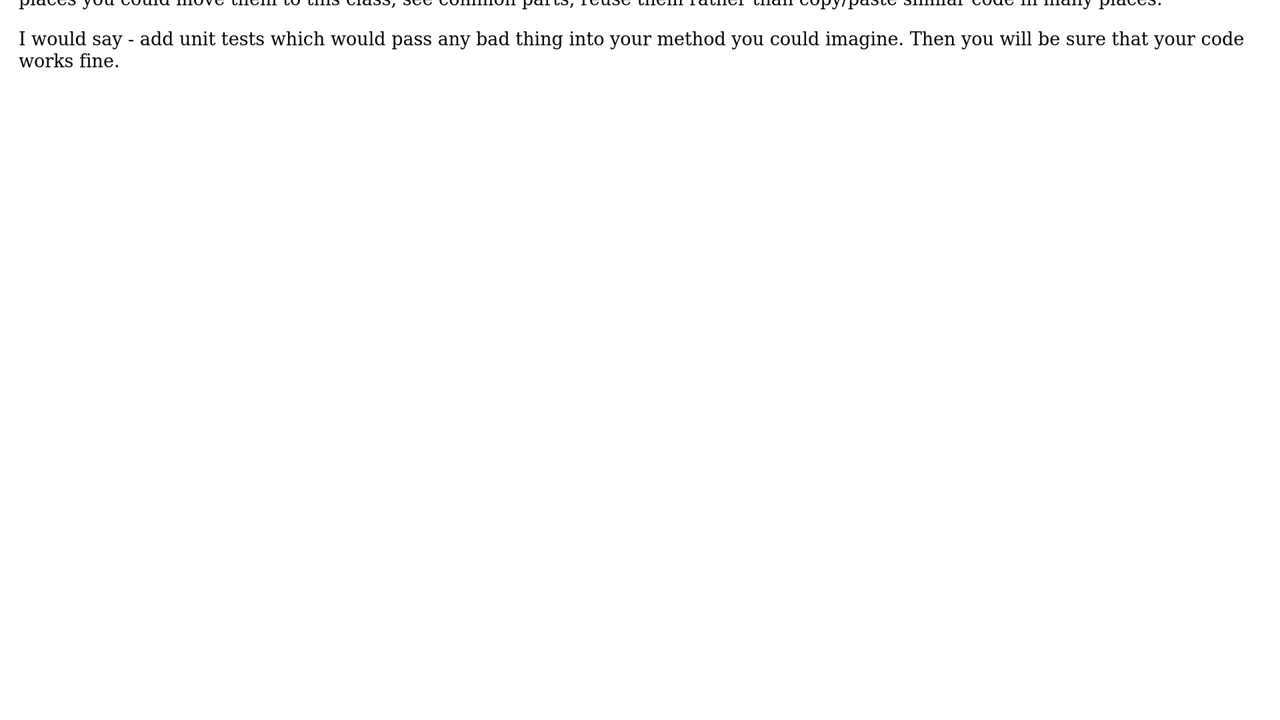 places you could move them to this class, see common parts, reuse them rather than copy/paste similar code in many places.
I would say - add unit tests which would pass any bad thing into your method you could imagine. Then you will be sure that your code
works fine.